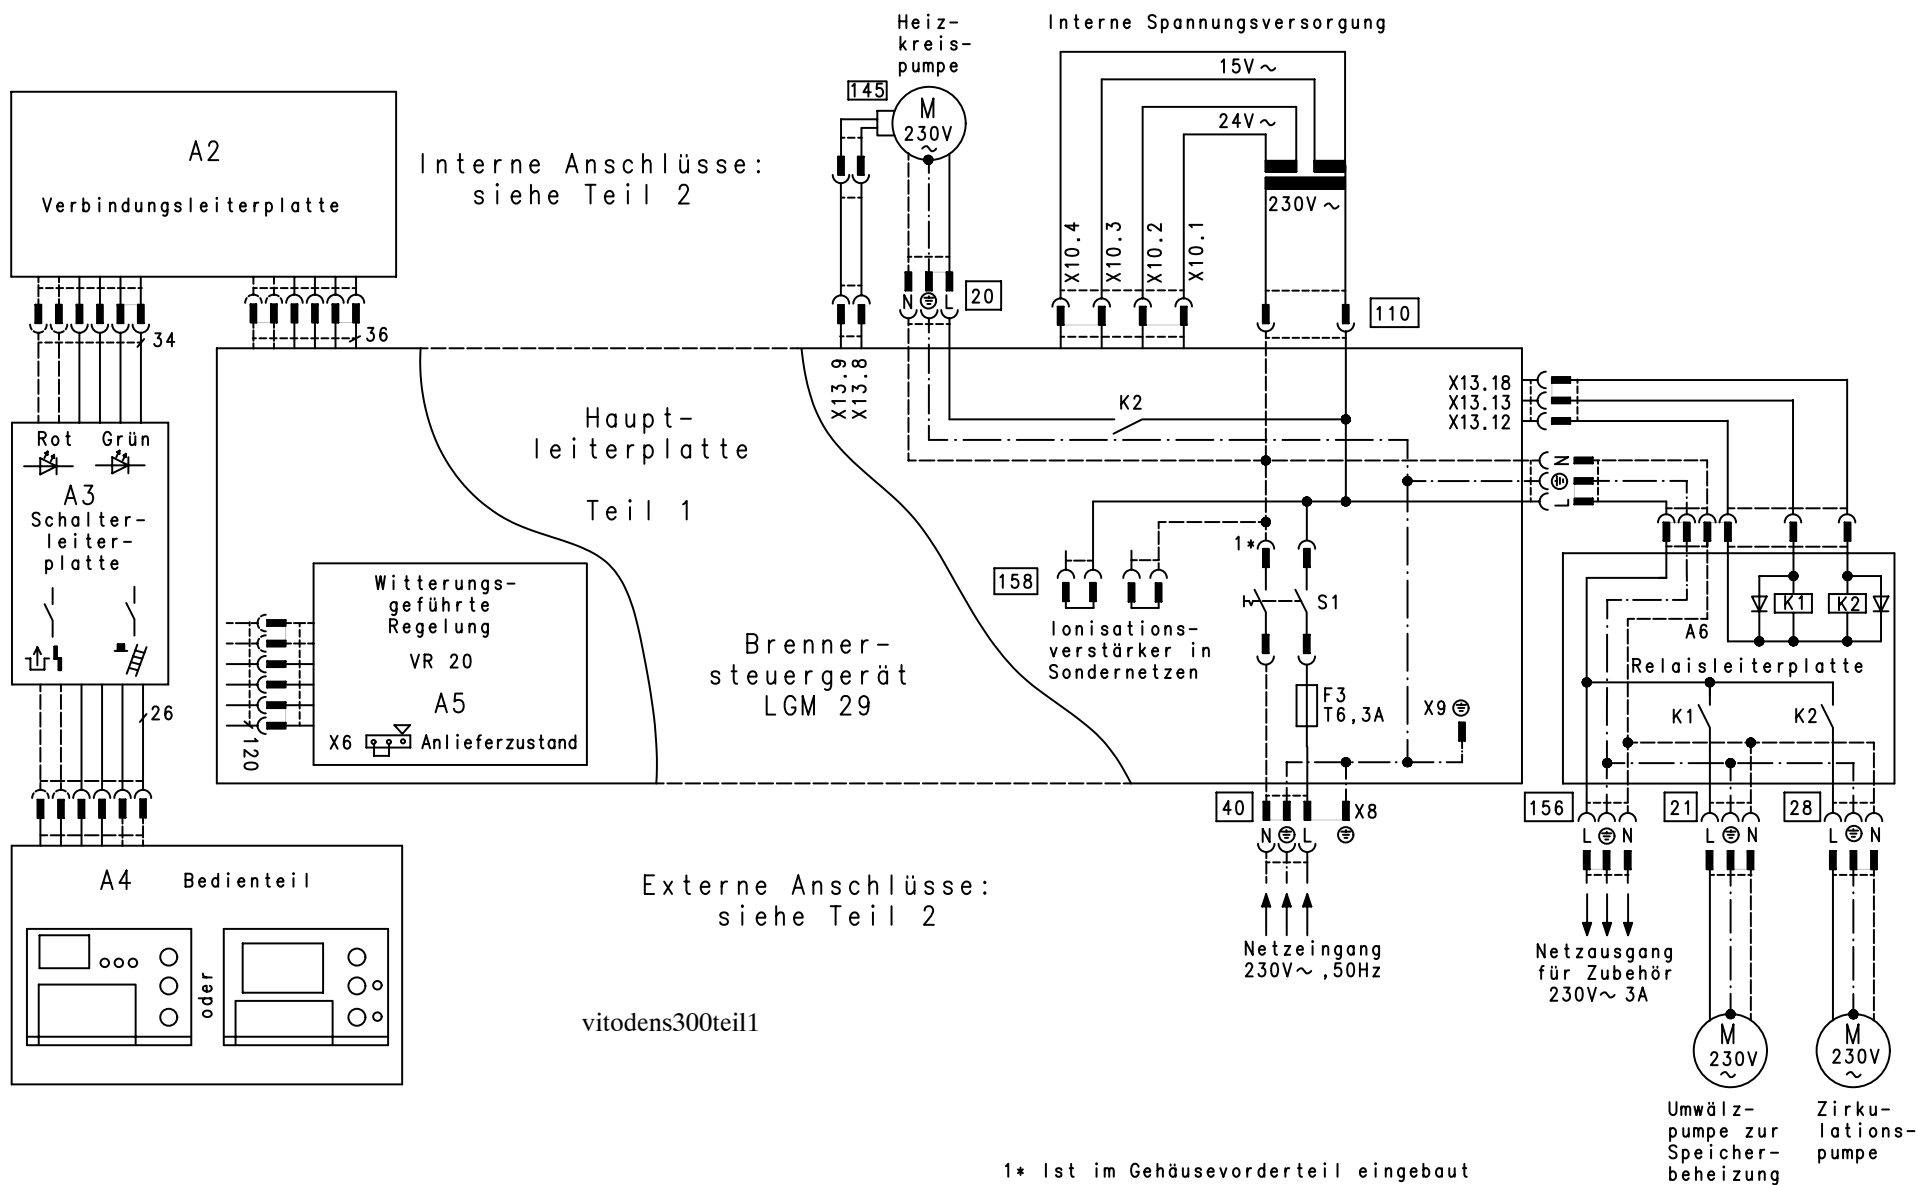 Heiz-
kreis-
pumpe
Interne Spannungsversorgung
15V ~
24V ~
145
M
230V
~
A2
Verbindungsleiterplatte
Interne Anschlüsse:
siehe Teil 2
230V ~
X10.4
X10.3
X10.2
X10.1
N
L
20
110
34
36
X13.9
X13.8
X13.18
X13.13
X13.12
K2
Rot
Grün
A3
Schalter-
leiter-
platte
Haupt-
leiterplatte
Teil 1
N
L
1*
158
S1
Ionisations-
verstärker in
Sondernetzen
Witterungs-
geführte
Regelung
VR 20
A5
X6
Anlieferzustand
120
Brenner-
steuergerät
LGM 29
F3
T6,3A
X9
K1
K2
A6
Relaisleiterplatte
K1
K2
26
40
X8
N
L
156
21
28
L
N
L
N
L
N
A4
Bedienteil
oder
Externe Anschlüsse:
siehe Teil 2
Netzeingang
230V~ ,50Hz
Netzausgang
für Zubehör
230V~ 3A
vitodens300teil1
M
230V
~
M
230V
~
Umwälz-
pumpe zur
Speicher-
beheizung
Zirku-
lations-
pumpe
1* Ist im Gehäusevorderteil eingebaut